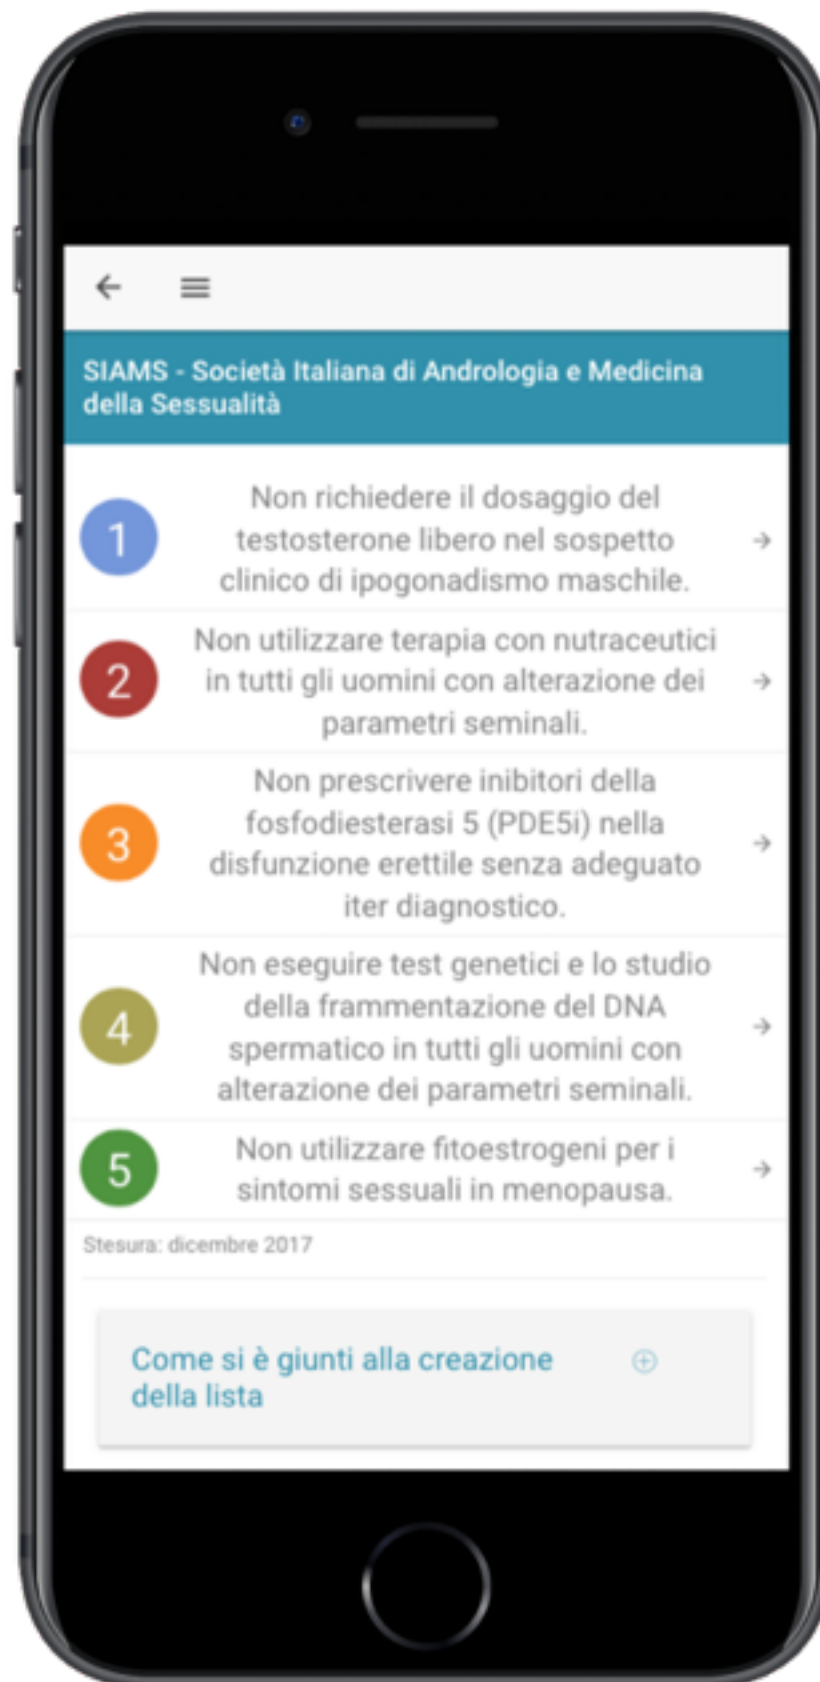 SIAMS - Società Italiana di Andrologia e Medicina
della Sessualità
1
Non richiedere il dosaggio del
testosterone libero nel sospetto
clinico di ipogonadismo maschile.
2
Non utilizzare terapia con nutraceutici
in tutti gli uomini con alterazione dei
parametri seminali.
3
Non prescrivere inibitori della
fosfodiesterasi 5 (PDE5i) nella
disfunzione erettile senza adeguato
iter diagnostico.
4
Non eseguire test genetici e lo studio
della frammentazione del DNA
spermatico in tutti gli uomini con
alterazione dei parametri seminali.
5
Non utilizzare fitoestrogeni per i
sintomi sessuali in menopausa.
Stesura: dicembre 2017
Come si è giunti alla creazione
della lista